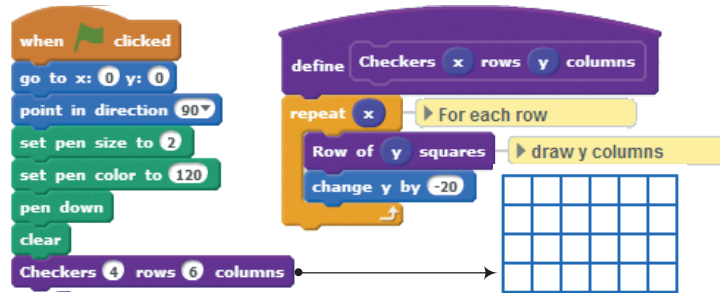 when clicked
go to x: 0 y: 0
point in direction 90
set pen size to 2
set pen color to 120
pen down
clear
Checkers 4 rows 6 columns
define Checkers x rows y columns
repeat x
For each row
Row of y squares
draw y columns
change y by -20